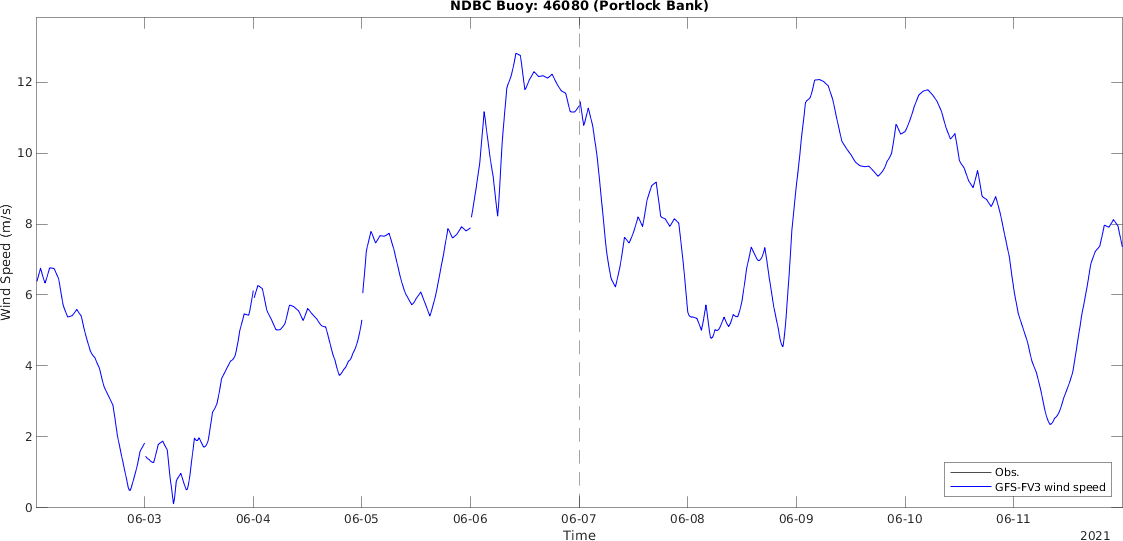 NDBC Buoy: 46080 (Portlock Bank)
Wind Speed (m/s)
12
10
8
6
4
2
0
Obs.
GFS-FV3 wind speed
06-03 06-04 06-05 06-06 06-07 06-08 06-09 06-10 06-11
Time
2021